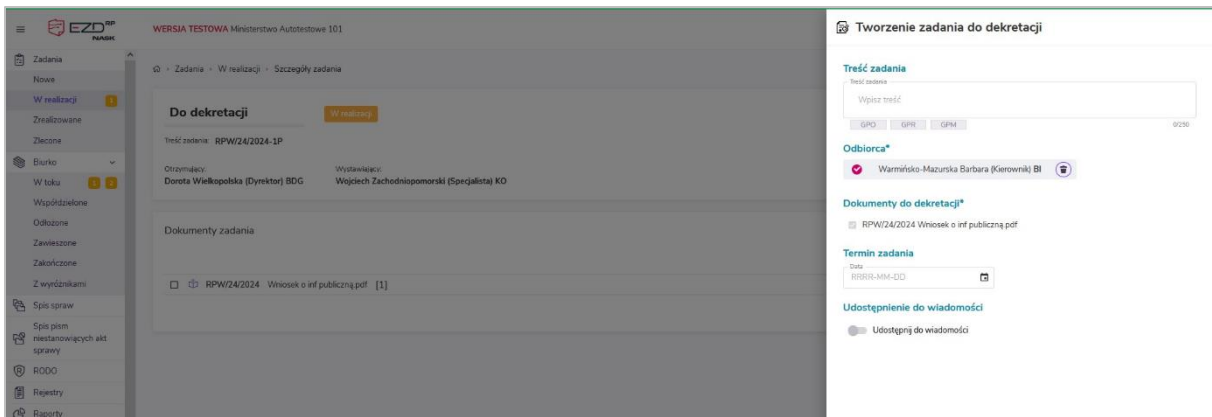 EZD RP
NASK
WERSJA TESTOWA Ministerstwo Autotestowe 101
Zadania
Nowe
W realizacji 1
Zrealizowane
Zlecone
Biurko
W toku 1 2
Współdzielone
Odłożone
Zawieszone
Zakończone
Z wyróżnikami
Spis spraw
Spis pism
niestanowiących akt
sprawy
RODO
Rejestry
Raporty
Zadania - W realizacji - Szczegóły zadania
Do dekretacji W realizacji
Treść zadania: RPW/24/2024-1P
Otrzymujący: Wystawiający:
Dorota Wielkopolska (Dyrektor) BDG Wojciech Zachodniopomorski (Specjalista) KO
Dokumenty zadania
RPW/24/2024 Wniosek o inf publiczną.pdf [1]
Tworzenie zadania do dekretacji
Treść zadania
Treść zadania
Wpisz treść
GPO GPR GPM 0/250
Odbiorca*
Warmińsko-Mazurska Barbara (Kierownik) BI
Dokumenty do dekretacji*
RPW/24/2024 Wniosek o inf publiczną.pdf
Termin zadania
Data
RRRR-MM-DD
Udostępnienie do wiadomości
Udostępnij do wiadomości